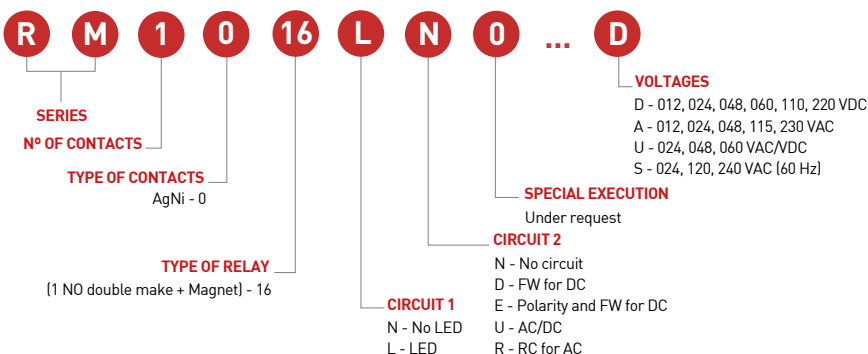 R M 1 0 16 L N 0 ... D
SERIES
Nº OF CONTACTS
TYPE OF CONTACTS
AgNi - 0
TYPE OF RELAY
(1 NO double make + Magnet) - 16
CIRCUIT 1
N - No LED
L - LED
CIRCUIT 2
N - No circuit
D - FW for DC
E - Polarity and FW for DC
U - AC/DC
R - RC for AC
SPECIAL EXECUTION
Under request
VOLTAGES
D - 012, 024, 048, 060, 110, 220 VDC
A - 012, 024, 048, 115, 230 VAC
U - 024, 048, 060 VAC/VDC
S - 024, 120, 240 VAC (60 Hz)